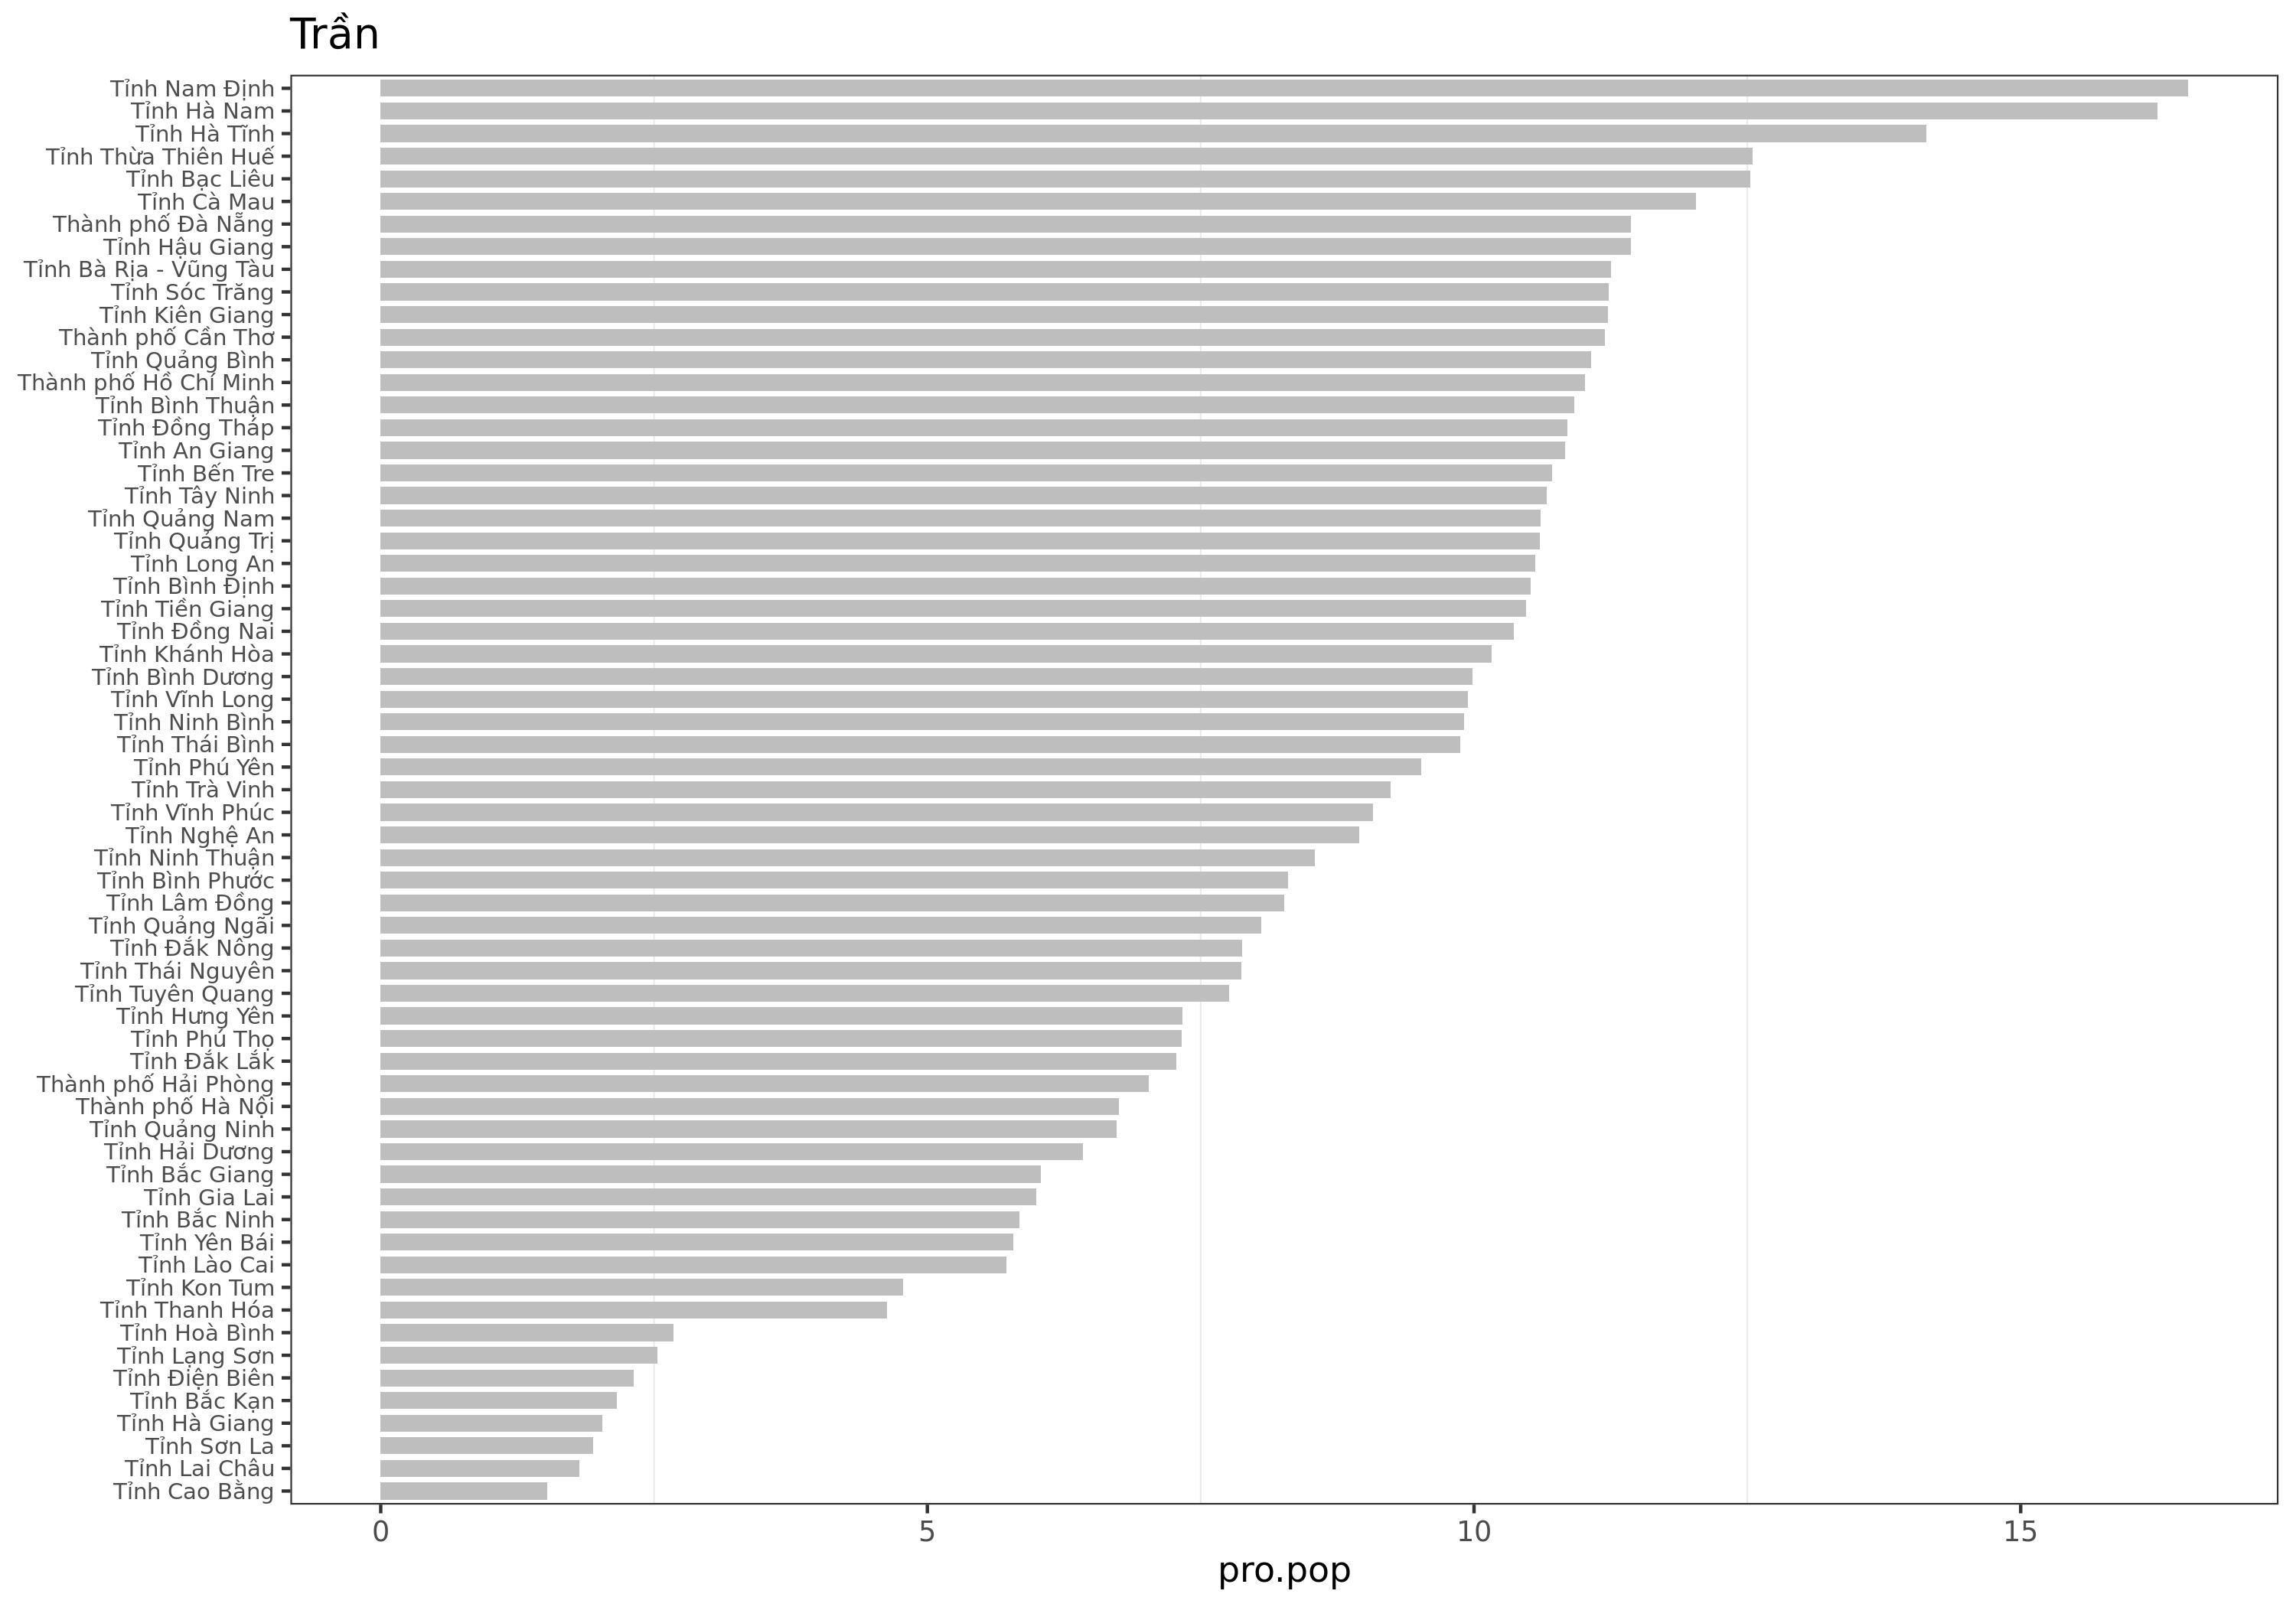 Trần
Tỉnh Nam Định
Tỉnh Hà Nam
Tỉnh Hà Tĩnh
Tỉnh Thừa Thiên Huế
Tỉnh Bạc Liêu
Tỉnh Cà Mau
Thành phố Đà Nẵng
Tỉnh Hậu Giang
Tỉnh Bà Rịa - Vũng Tàu
Tỉnh Sóc Trăng
Tỉnh Kiên Giang
Thành phố Cần Thơ
Tỉnh Quảng Bình
Thành phố Hồ Chí Minh
Tỉnh Bình Thuận
Tỉnh Đồng Tháp
Tỉnh An Giang
Tỉnh Bến Tre
Tỉnh Tây Ninh
Tỉnh Quảng Nam
Tỉnh Quảng Trị
Tỉnh Long An
Tỉnh Bình Định
Tỉnh Tiền Giang
Tỉnh Đồng Nai
Tỉnh Khánh Hòa
Tỉnh Bình Dương
Tỉnh Vĩnh Long
Tỉnh Ninh Bình
Tỉnh Thái Bình
Tỉnh Phú Yên
Tỉnh Trà Vinh
Tỉnh Vĩnh Phúc
Tỉnh Nghệ An
Tỉnh Ninh Thuận
Tỉnh Bình Phước
Tỉnh Lâm Đồng
Tỉnh Quảng Ngãi
Tỉnh Đắk Nông
Tỉnh Thái Nguyên
Tỉnh Tuyên Quang
Tỉnh Hưng Yên
Tỉnh Phú Thọ
Tỉnh Đắk Lắk
Thành phố Hải Phòng
Thành phố Hà Nội
Tỉnh Quảng Ninh
Tỉnh Hải Dương
Tỉnh Bắc Giang
Tỉnh Gia Lai
Tỉnh Bắc Ninh
Tỉnh Yên Bái
Tỉnh Lào Cai
Tỉnh Kon Tum
Tỉnh Thanh Hóa
Tỉnh Hoà Bình
Tỉnh Lạng Sơn
Tỉnh Điện Biên
Tỉnh Bắc Kạn
Tỉnh Hà Giang
Tỉnh Sơn La
Tỉnh Lai Châu
Tỉnh Cao Bằng
0 5 10 15
pro.pop